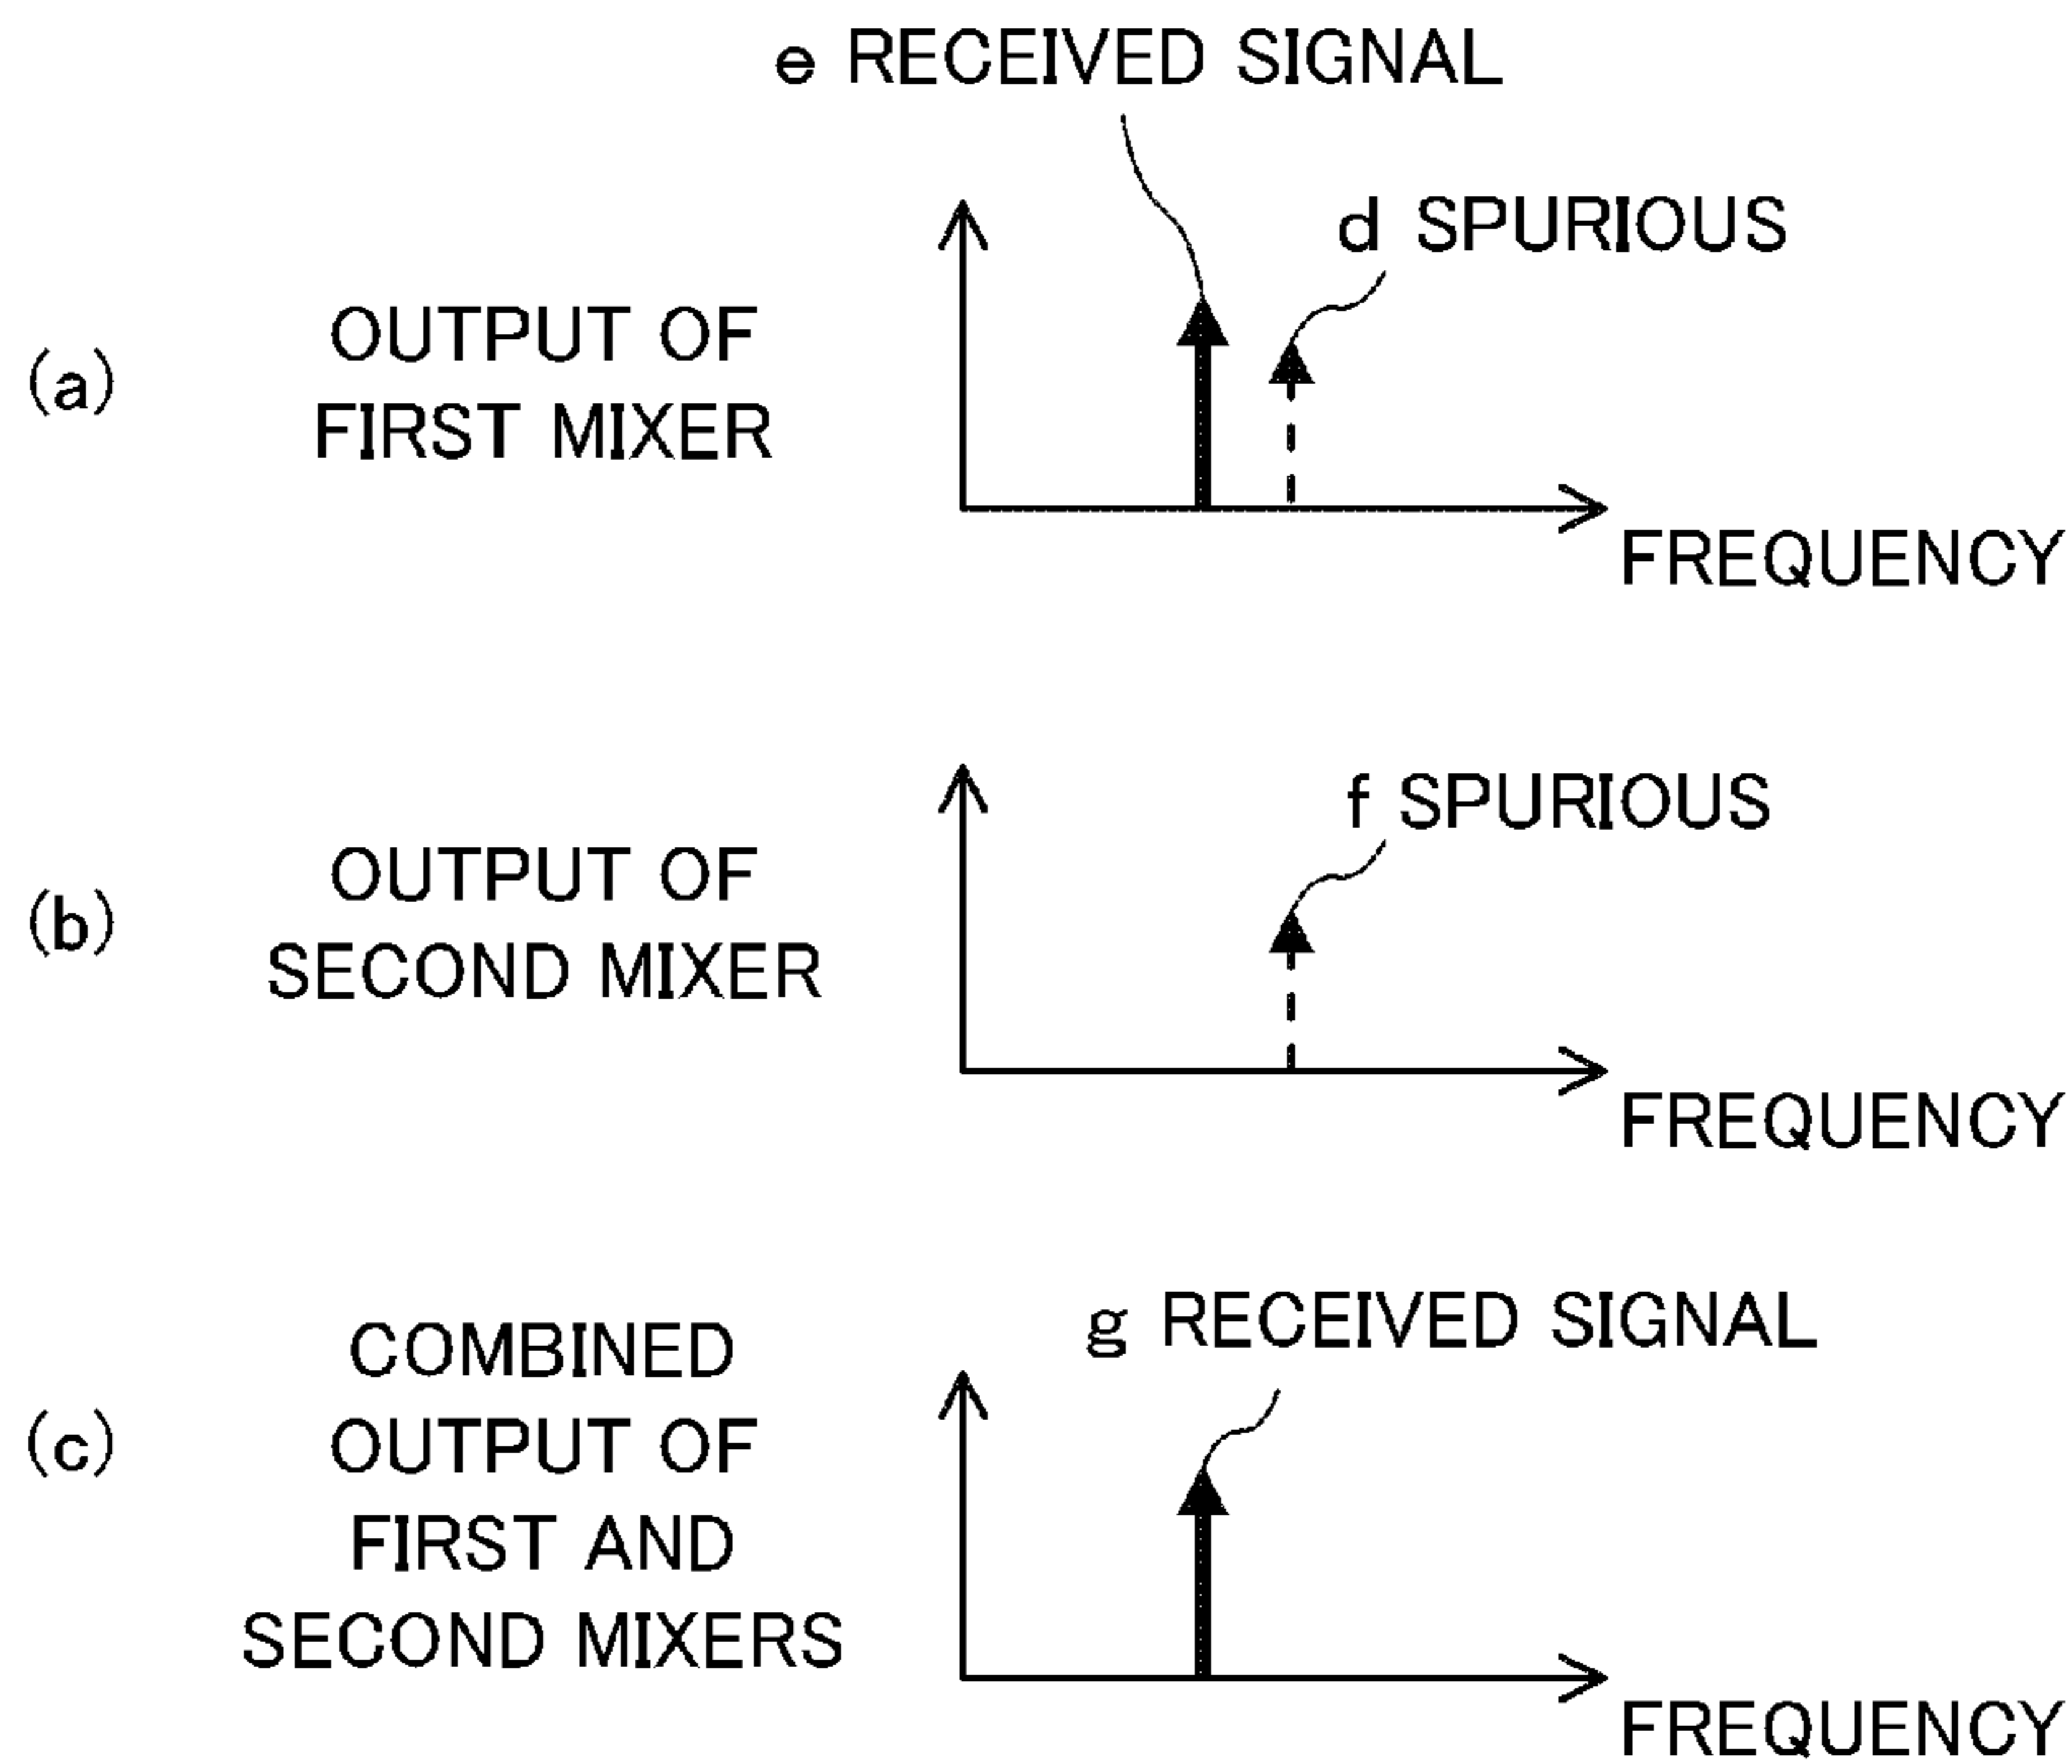 e RECEIVED SIGNAL
d SPURIOUS
(a)
OUTPUT OF
FIRST MIXER
FREQUENCY
f SPURIOUS
(b)
OUTPUT OF
SECOND MIXER
FREQUENCY
g RECEIVED SIGNAL
(c)
COMBINED
OUTPUT OF
FIRST AND
SECOND MIXERS
FREQUENCY